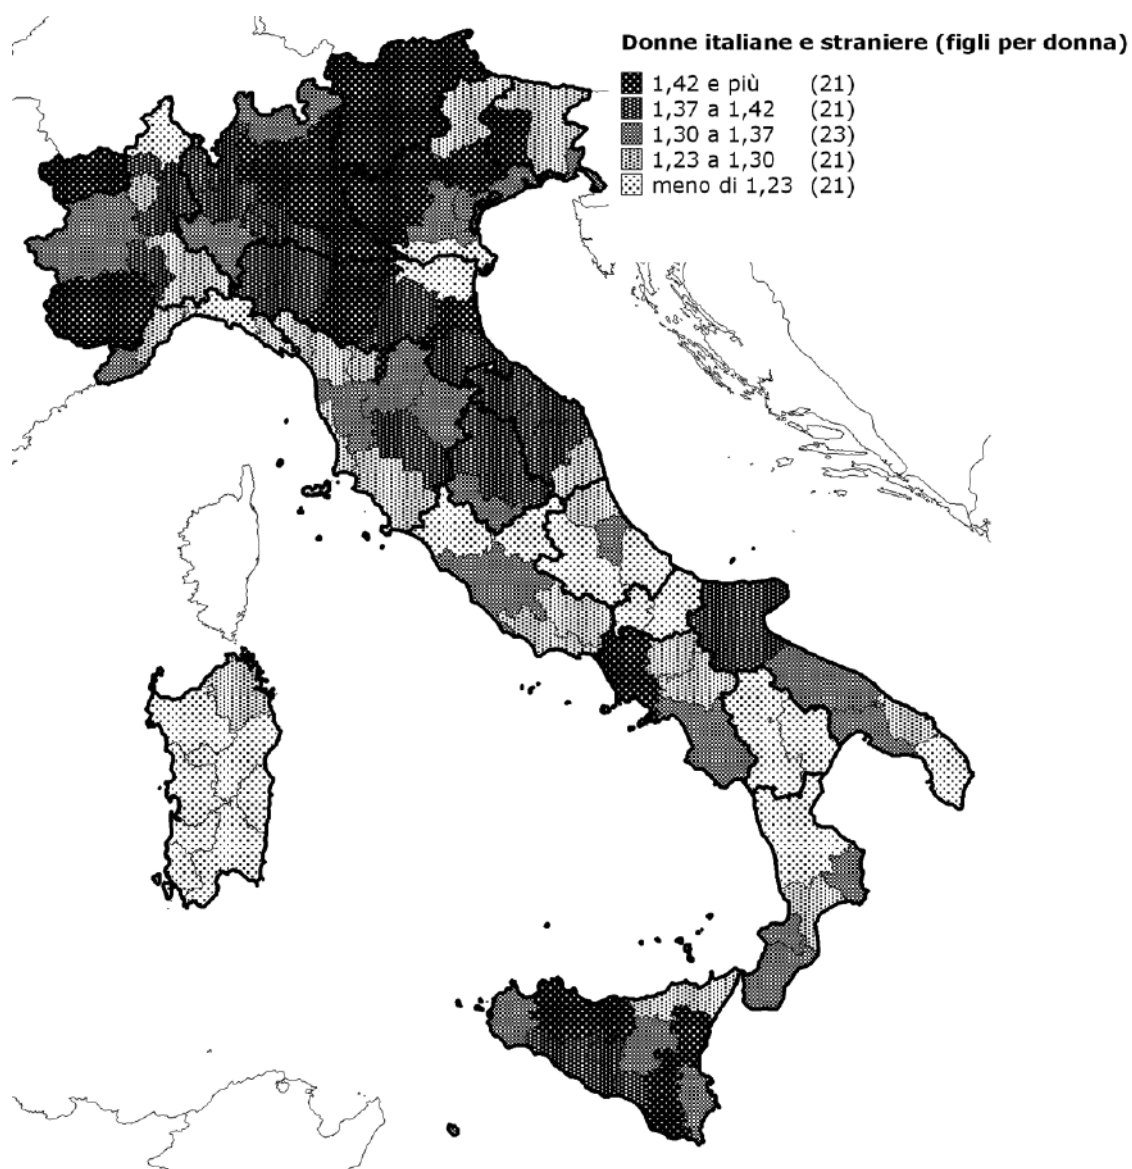 Donne italiane e straniere (figli per donna)
1,42 e più (21)
1,37 a 1,42 (21)
1,30 a 1,37 (23)
1,23 a 1,30 (21)
meno di 1,23 (21)